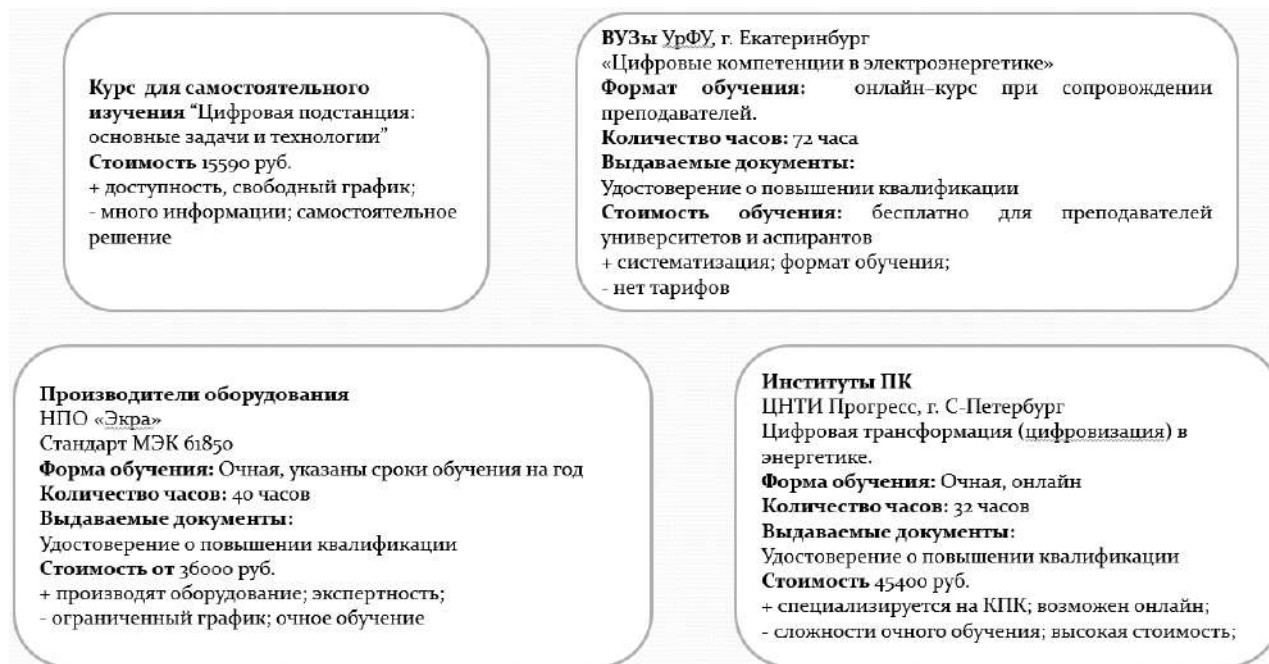 Курс для самостоятельного
изучения “Цифровая подстанция:
основные задачи и технологии”
Стоимость 15590 руб.
+ доступность, свободный график;
- много информации; самостоятельное
решение
ВУЗы УрФУ, г. Екатеринбург
«Цифровые компетенции в электроэнергетике»
Формат обучения: онлайн–курс при сопровождении
преподавателей.
Количество часов: 72 часа
Выдаваемые документы:
Удостоверение о повышении квалификации
Стоимость обучения: бесплатно для преподавателей
университетов и аспирантов
+ систематизация; формат обучения;
- нет тарифов
Производители оборудования
НПО «Экра»
Стандарт МЭК 61850
Форма обучения: Очная, указаны сроки обучения на год
Количество часов: 40 часов
Выдаваемые документы:
Удостоверение о повышении квалификации
Стоимость от 36000 руб.
+ производят оборудование; экспертность;
- ограниченный график; очное обучение
Институты ПК
ЦНТИ Прогресс, г. С-Петербург
Цифровая трансформация (цифровизация) в
энергетике.
Форма обучения: Очная, онлайн
Количество часов: 32 часов
Выдаваемые документы:
Удостоверение о повышении квалификации
Стоимость 45400 руб.
+ специализируется на КПК; возможен онлайн;
- сложности очного обучения; высокая стоимость;